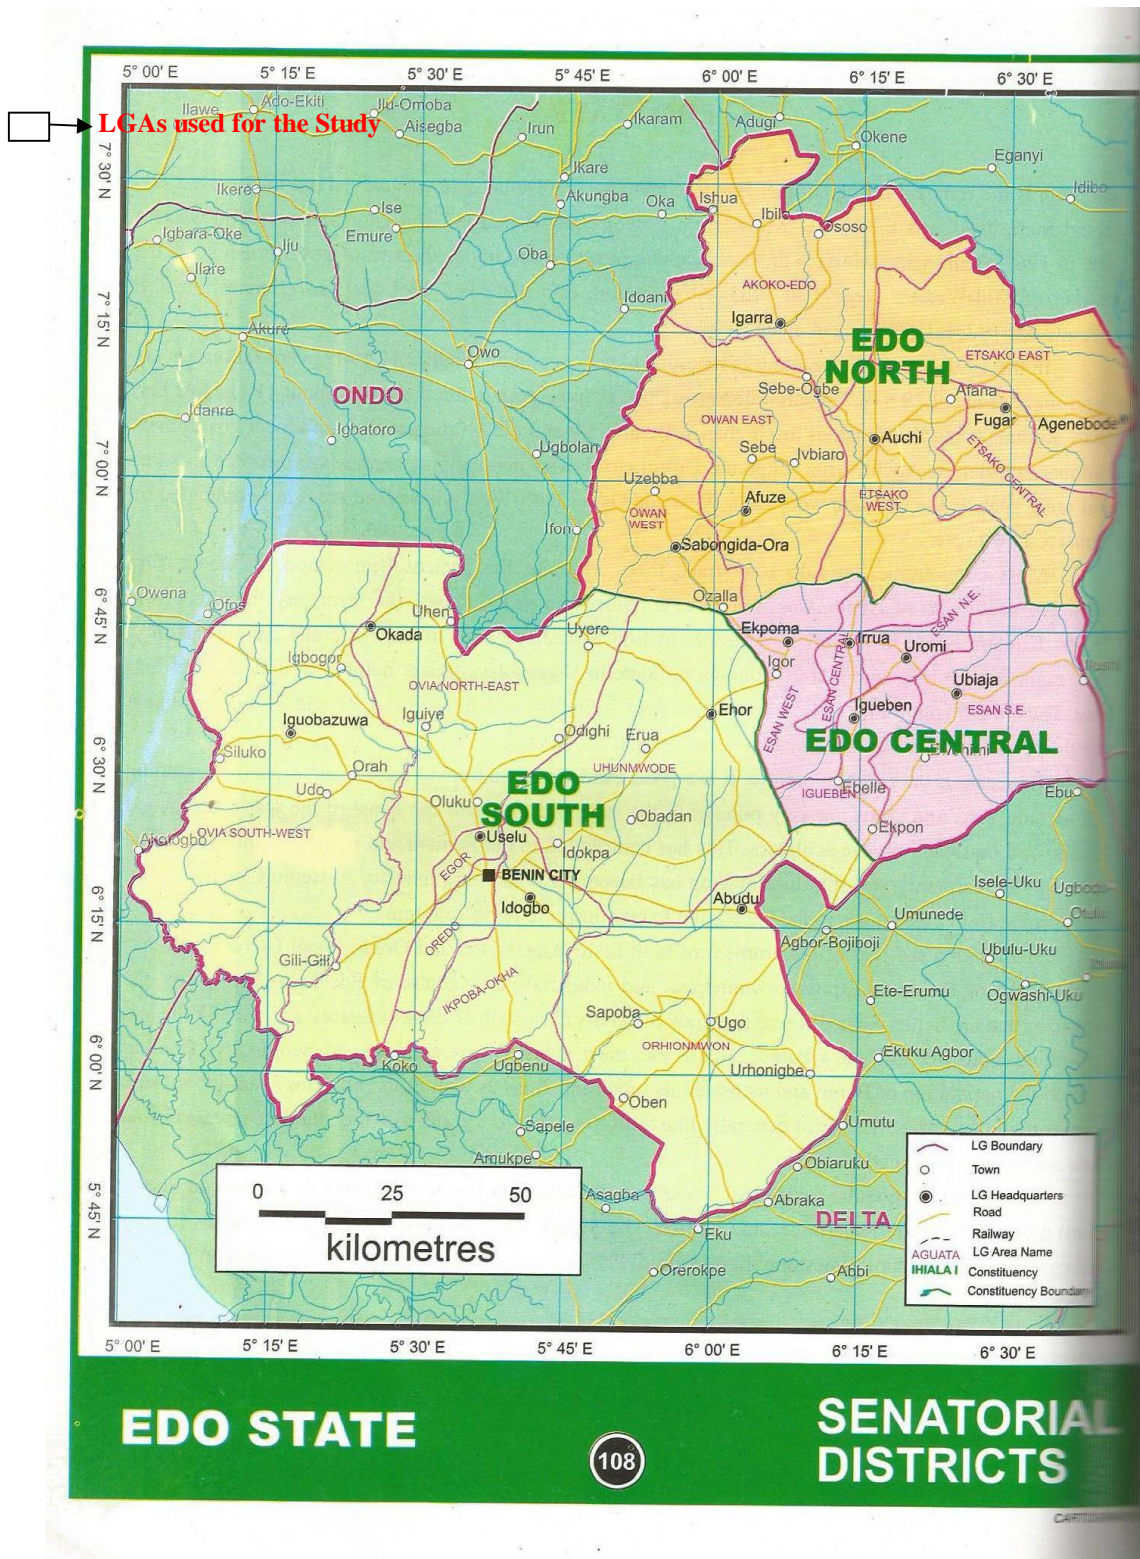 5° 00' E 5° 15' E 5° 30' E 5° 45' E 6° 00' E 6° 15' E 6° 30' E
LGAs used for the Study
Ilawe
Ado-Ekiti
Ilu-Omoba
Aisegba
Irun
Ikaram
Adugi
Okene
Eganyi
Idibo
7° 30' N
Ikere
Ise
Emure
Ikare
Akungba
Oka
Ishua
Ibilo
Ososo
Igbara-Oke
Iju
Ilare
Oba
Idoani
AKOKO-EDO
Igarra
7° 15' N
Akure
Owo
EDO
NORTH
ETSAKO EAST
ONDO
Idanre
Igbatoro
Sebe-Ogbe
Afana
Fugar
Agenebode
OWAN EAST
Auchi
Ugbolan
Sebe
Ivbiaro
ETSAKO CENTRAL
7° 00' N
Uzebba
Afuze
ETSAKO
WEST
OWAN
WEST
Ifon
Sabongida-Ora
Owena
Ofos
Uhen
Ozalla
6° 45' N
Okada
Uyere
Ekpoma
Irrua
Uromi
ESAN N.E.
Igbogor
Igor
OVIA NORTH-EAST
Ubiaja
ESAN CENTRAL
ESAN WEST
Iguobazuwa
Iguiye
Ehor
Igueben
ESAN S.E.
Siluko
Odighi
Erua
EDO CENTRAL
6° 30' N
Orah
UHUNMWODE
Udo
EDO
SOUTH
Oluku
Ebelle
IGUEBEN
Ebu
OVIA SOUTH-WEST
Akotogbo
Uselu
Obadan
Ekpon
Idokpa
EGOR
BENIN CITY
Idogbo
Abudu
Isele-Uku
6° 15' N
Umunede
OREDO
Agbor-Bojiboji
Ubulu-Uku
Gili-Gili
IKPOBA-OKHA
Ete-Erumu
Ogwashi-Uku
Sapoba
Ugo
ORHIONMWON
Ekuku Agbor
6° 00' N
Koko
Ugbenu
Urhonigbe
Oben
Umutu
Sapele
Amukpe
Obiaruku
Asagba
Abraka
DELTA
5° 45' N
Eku
Orerokpe
Abbi
0 25 50
kilometres
LG Boundary
Town
LG Headquarters
Road
Railway
AGUATA LG Area Name
IHIALA I Constituency
Constituency Boundary
5° 00' E 5° 15' E 5° 30' E 5° 45' E 6° 00' E 6° 15' E 6° 30' E
EDO STATE
108
SENATORIAL
DISTRICTS